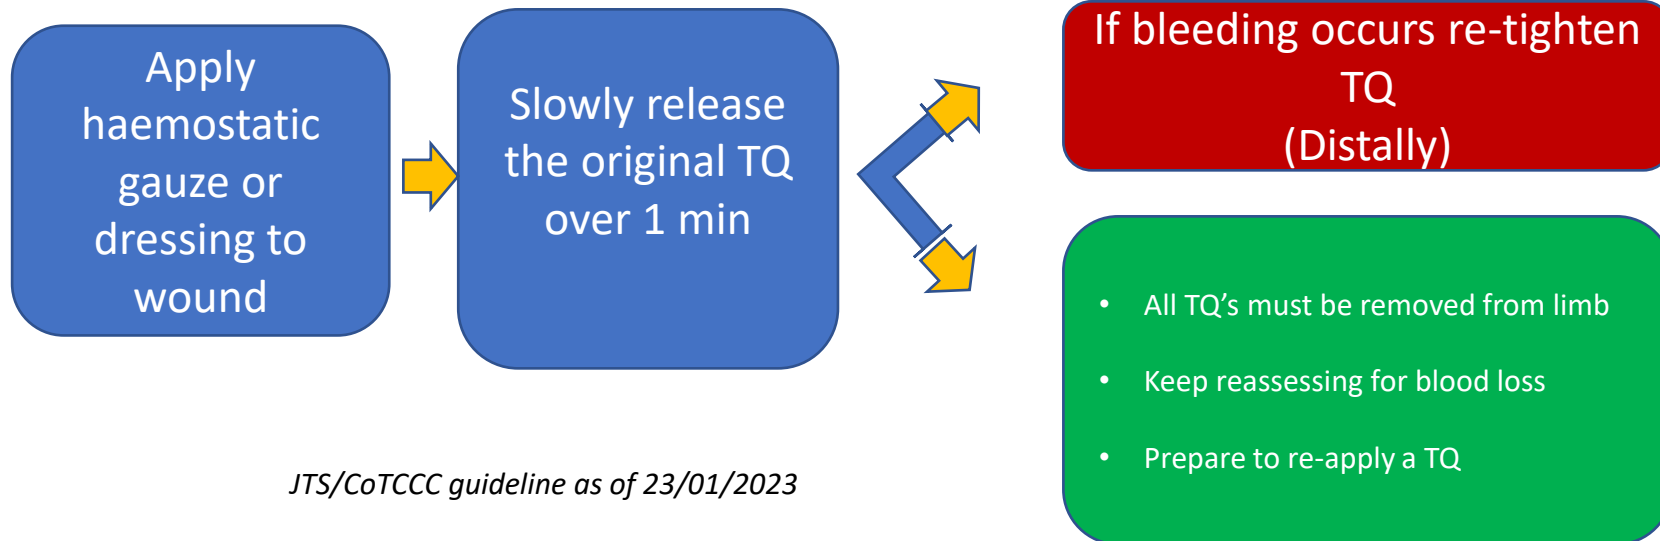 Apply
haemostatic
gauze or
dressing to
wound
Slowly release
the original TQ
over 1 min
If bleeding occurs re-tighten
TQ
(Distally)
• All TQ’s must be removed from limb
• Keep reassessing for blood loss
• Prepare to re-apply a TQ
JTS/CoTCCC guideline as of 23/01/2023